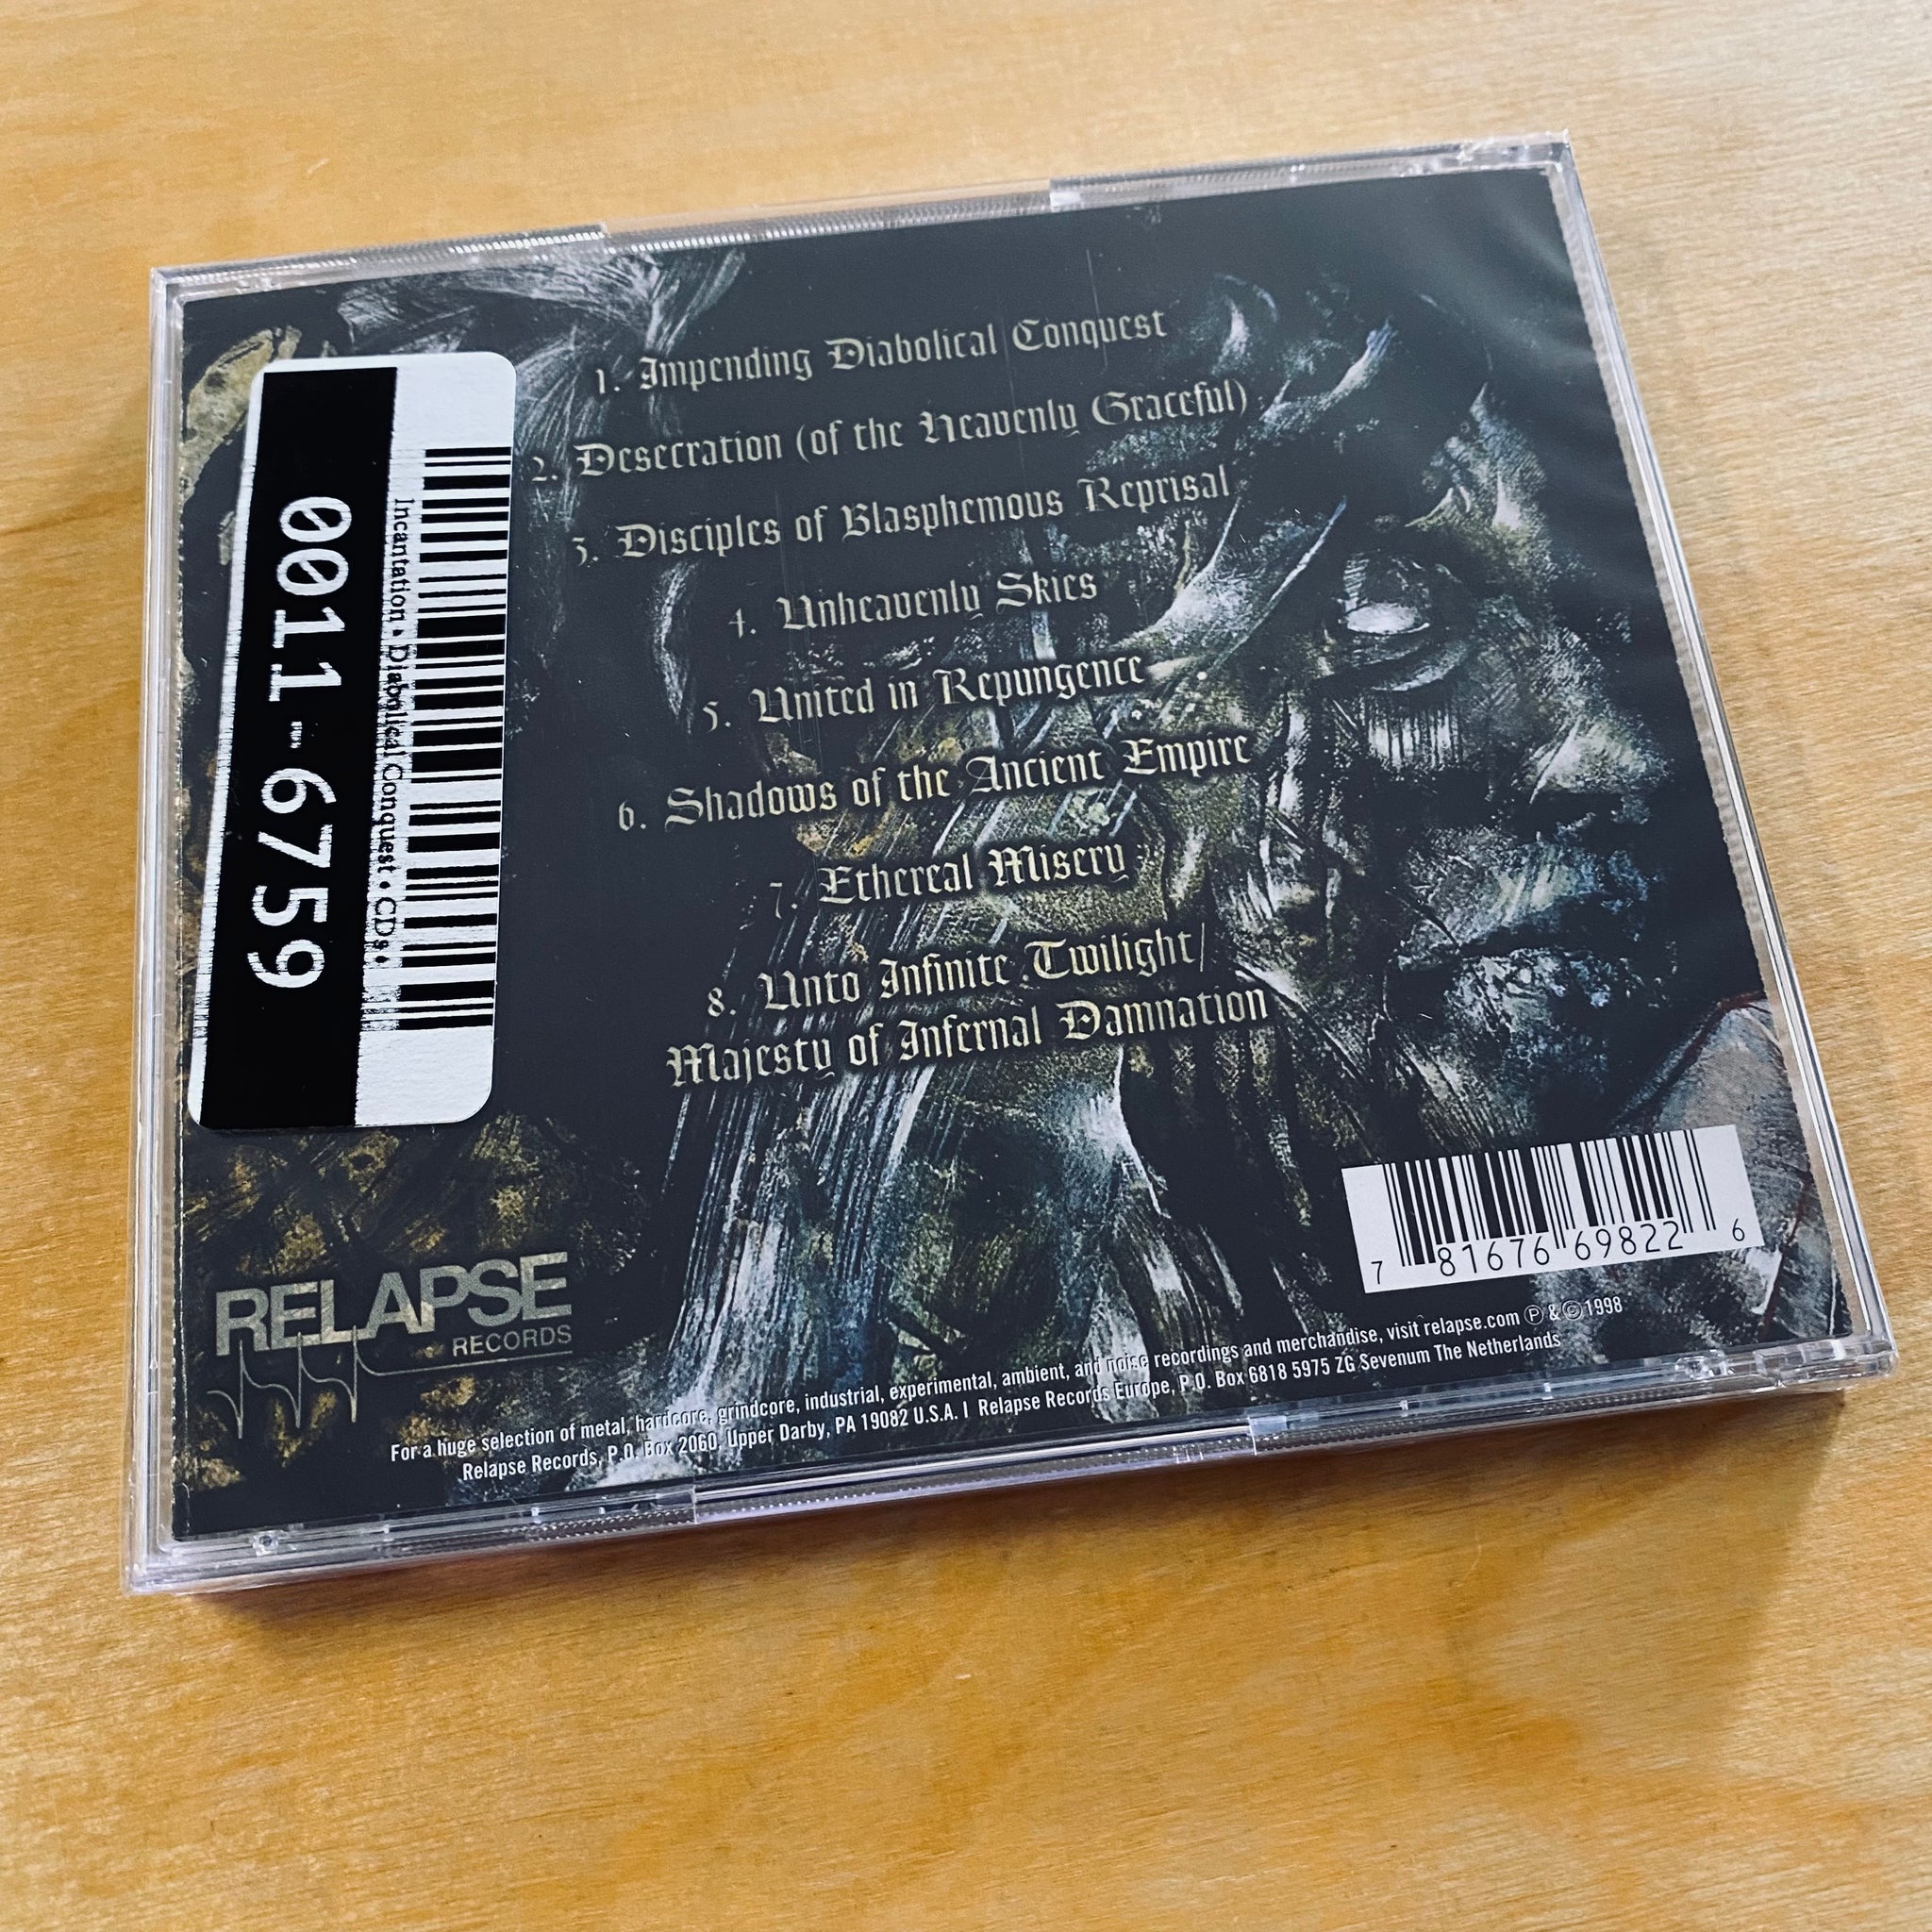 1. Impending Diabolical Conquest
2. Desecration (of the Heavenly Graceful)
3. Disciples of Blasphemous Reprisal
4. Unheavenly Skies
5. United in Repungence
6. Shadows of the Ancient Empire
7. Ethereal Misery
8. Unto Infinite Twilight/
Majesty of Infernal Damnation
Incantation • Diabolical Conquest • CDs •
0011-6759
RELAPSE
RECORDS
7 81676 69822 6
For a huge selection of metal, hardcore, grindcore, industrial, experimental, ambient, and noise recordings and merchandise, visit relapse.com Ⓟ & © 1998
Relapse Records, P.O. Box 2060, Upper Darby, PA 19082 U.S.A. | Relapse Records Europe, P.O. Box 6818 5975 ZG Sevenum The Netherlands